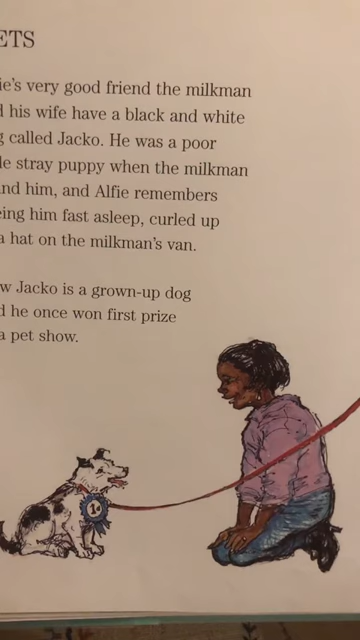 ETS
ie's very good friend the milkman
d his wife have a black and white
g called Jacko. He was a poor
le stray puppy when the milkman
nd him, and Alfie remembers
eing him fast asleep, curled up
a hat on the milkman's van.
w Jacko is a grown-up dog
d he once won first prize
a pet show.